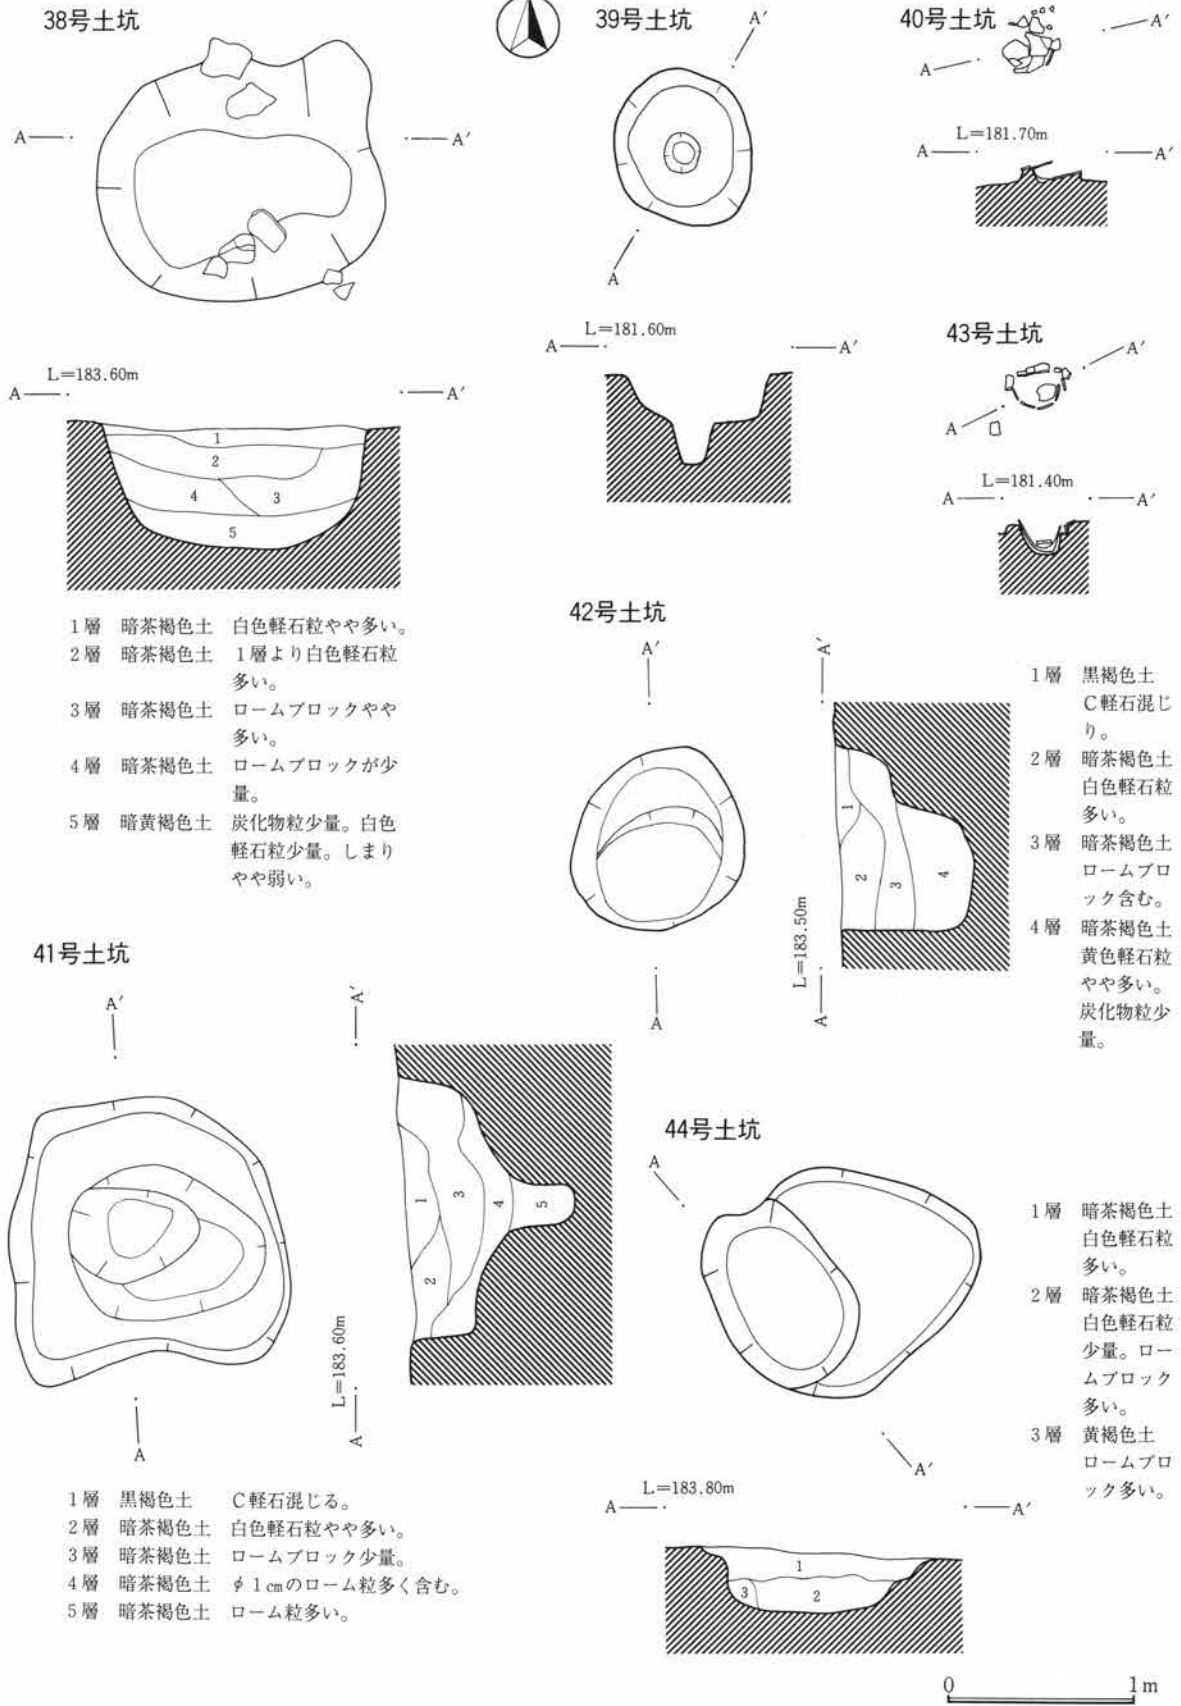 38号土坑
A
A′
L=183.60m
A
A′
1
2
4
3
5
1層 暗茶褐色土 白色軽石粒やや多い。
2層 暗茶褐色土 1層より白色軽石粒
多い。
3層 暗茶褐色土 ロームブロックやや
多い。
4層 暗茶褐色土 ロームブロックが少
量。
5層 暗黄褐色土 炭化物粒少量。白色
軽石粒少量。しまり
やや弱い。
39号土坑
A′
A
L=181.60m
A
A′
40号土坑
A′
A
L=181.70m
A
A′
43号土坑
A′
A
L=181.40m
A
A′
42号土坑
A′
A
A′
1
2
3
4
L=183.50m
A
1層 黒褐色土
C軽石混じ
り。
2層 暗茶褐色土
白色軽石粒
多い。
3層 暗茶褐色土
ロームブロ
ック含む。
4層 暗茶褐色土
黄色軽石粒
やや多い。
炭化物粒少
量。
41号土坑
A′
A
A′
1
3
4
5
2
L=183.60m
A
1層 黒褐色土 C軽石混じる。
2層 暗茶褐色土 白色軽石粒やや多い。
3層 暗茶褐色土 ロームブロック少量。
4層 暗茶褐色土 φ1cmのローム粒多く含む。
5層 暗茶褐色土 ローム粒多い。
44号土坑
A
A′
L=183.80m
A
A′
1
3
2
1層 暗茶褐色土
白色軽石粒
多い。
2層 暗茶褐色土
白色軽石粒
少量。ロー
ムブロック
多い。
3層 黄褐色土
ロームブロ
ック多い。
0 1m